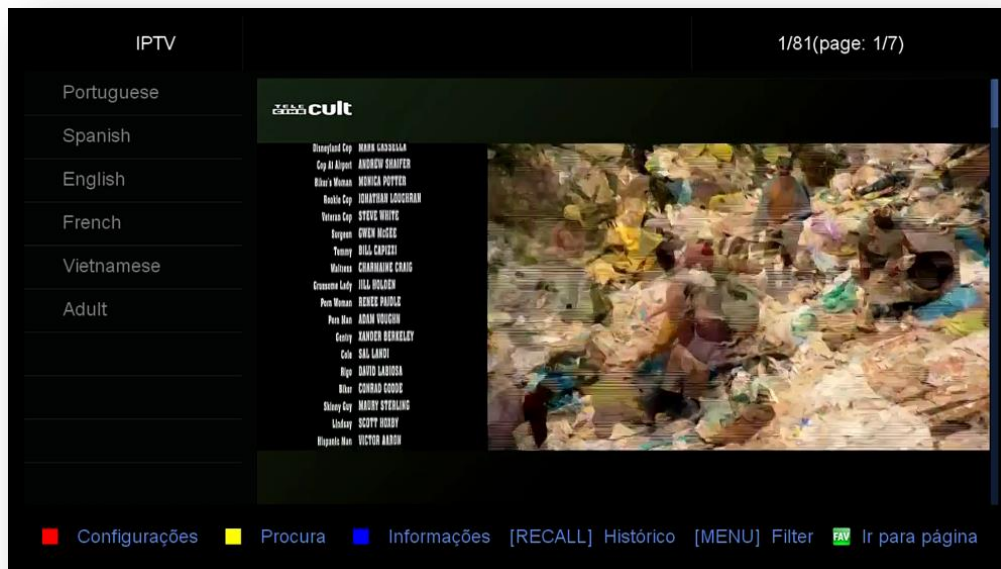 IPTV
1/81(page: 1/7)
Portuguese
Spanish
English
French
Vietnamese
Adult
TELE CINE cult
Disneyland Cop MARK CASSELLA
Cop At Airport ANDREW SHAIFER
Biker's Woman MONICA POTTER
Rookie Cop JONATHAN LOUGHRAN
Veteran Cop STEVE WHITE
Surgeon GWEN McGEE
Tommy BILL CAPIZZI
Waitress CHARMAINE CRAIG
Gruesome Lady JILL HOLDEN
Porn Woman RENEE PAIDLE
Porn Man ADAM VOUGHN
Gentry XANDER BERKELEY
Cole SAL LANDI
Rigo DAVID LABIOSA
Biker CONRAD GOODE
Skinny Guy MAURY STERLING
Lindsay SCOTT HOXBY
Hispanic Man VICTOR AARON
Configurações Procura Informações [RECALL] Histórico [MENU] Filter FAV Ir para página